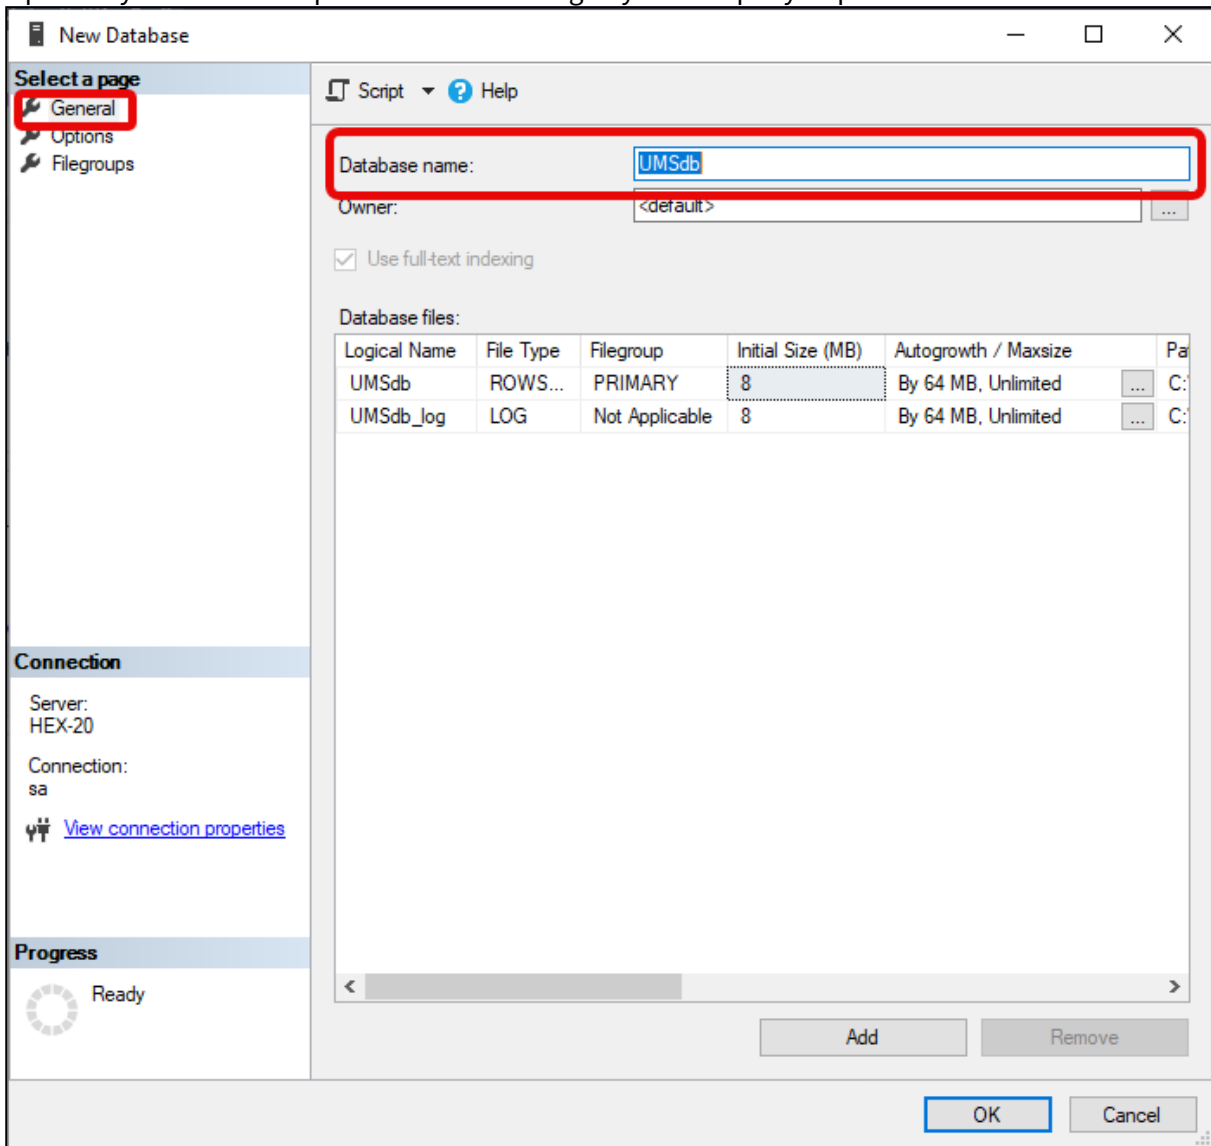 New Database
Select a page
General
Options
Filegroups
Script Help
Database name: UMSdb
Owner: <default> ...
Use full-text indexing
Database files:
Logical Name File Type Filegroup Initial Size (MB) Autogrowth / Maxsize
UMSdb ROWS... PRIMARY 8 By 64 MB, Unlimited ... C:
UMSdb_log LOG Not Applicable 8 By 64 MB, Unlimited ... C:
Connection
Server:
HEX-20
Connection:
sa
View connection properties
Progress
Ready
Add Remove
OK Cancel